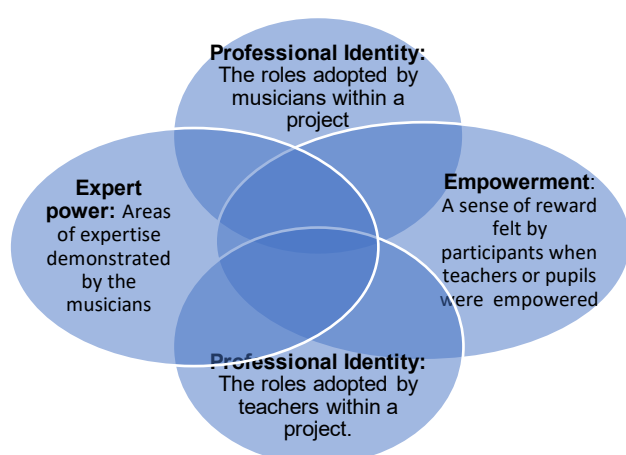 Professional Identity:
The roles adopted by
musicians within a
project
Expert
power: Areas
of expertise
demonstrated
by the
musicians
Empowerment:
A sense of reward
felt by
participants when
teachers or pupils
were empowered
Professional Identity:
The roles adopted by
teachers within a
project.